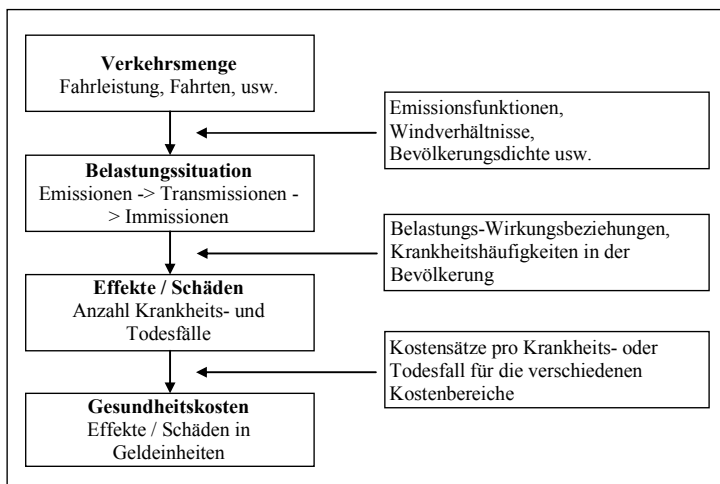 Verkehrsmenge
Fahrleistung, Fahrten, usw.
Emissionsfunktionen,
Windverhältnisse,
Bevölkerungsdichte usw.
Belastungssituation
Emissionen -> Transmissionen -
> Immissionen
Belastungs-Wirkungsbeziehungen,
Krankheitshäufigkeiten in der
Bevölkerung
Effekte / Schäden
Anzahl Krankheits- und
Todesfälle
Kostensätze pro Krankheits- oder
Todesfall für die verschiedenen
Kostenbereiche
Gesundheitskosten
Effekte / Schäden in
Geldeinheiten